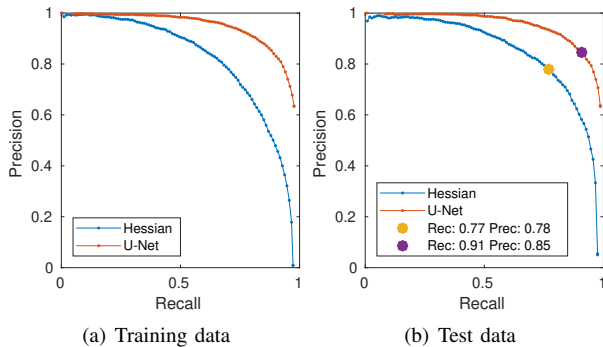 1
0.8
0.6
0.4
0.2
0
Precision
Hessian
U-Net
0
0.5
1
Recall
(a) Training data
1
0.8
0.6
0.4
0.2
0
Precision
Hessian
U-Net
Rec: 0.77 Prec: 0.78
Rec: 0.91 Prec: 0.85
0
0.5
1
Recall
(b) Test data